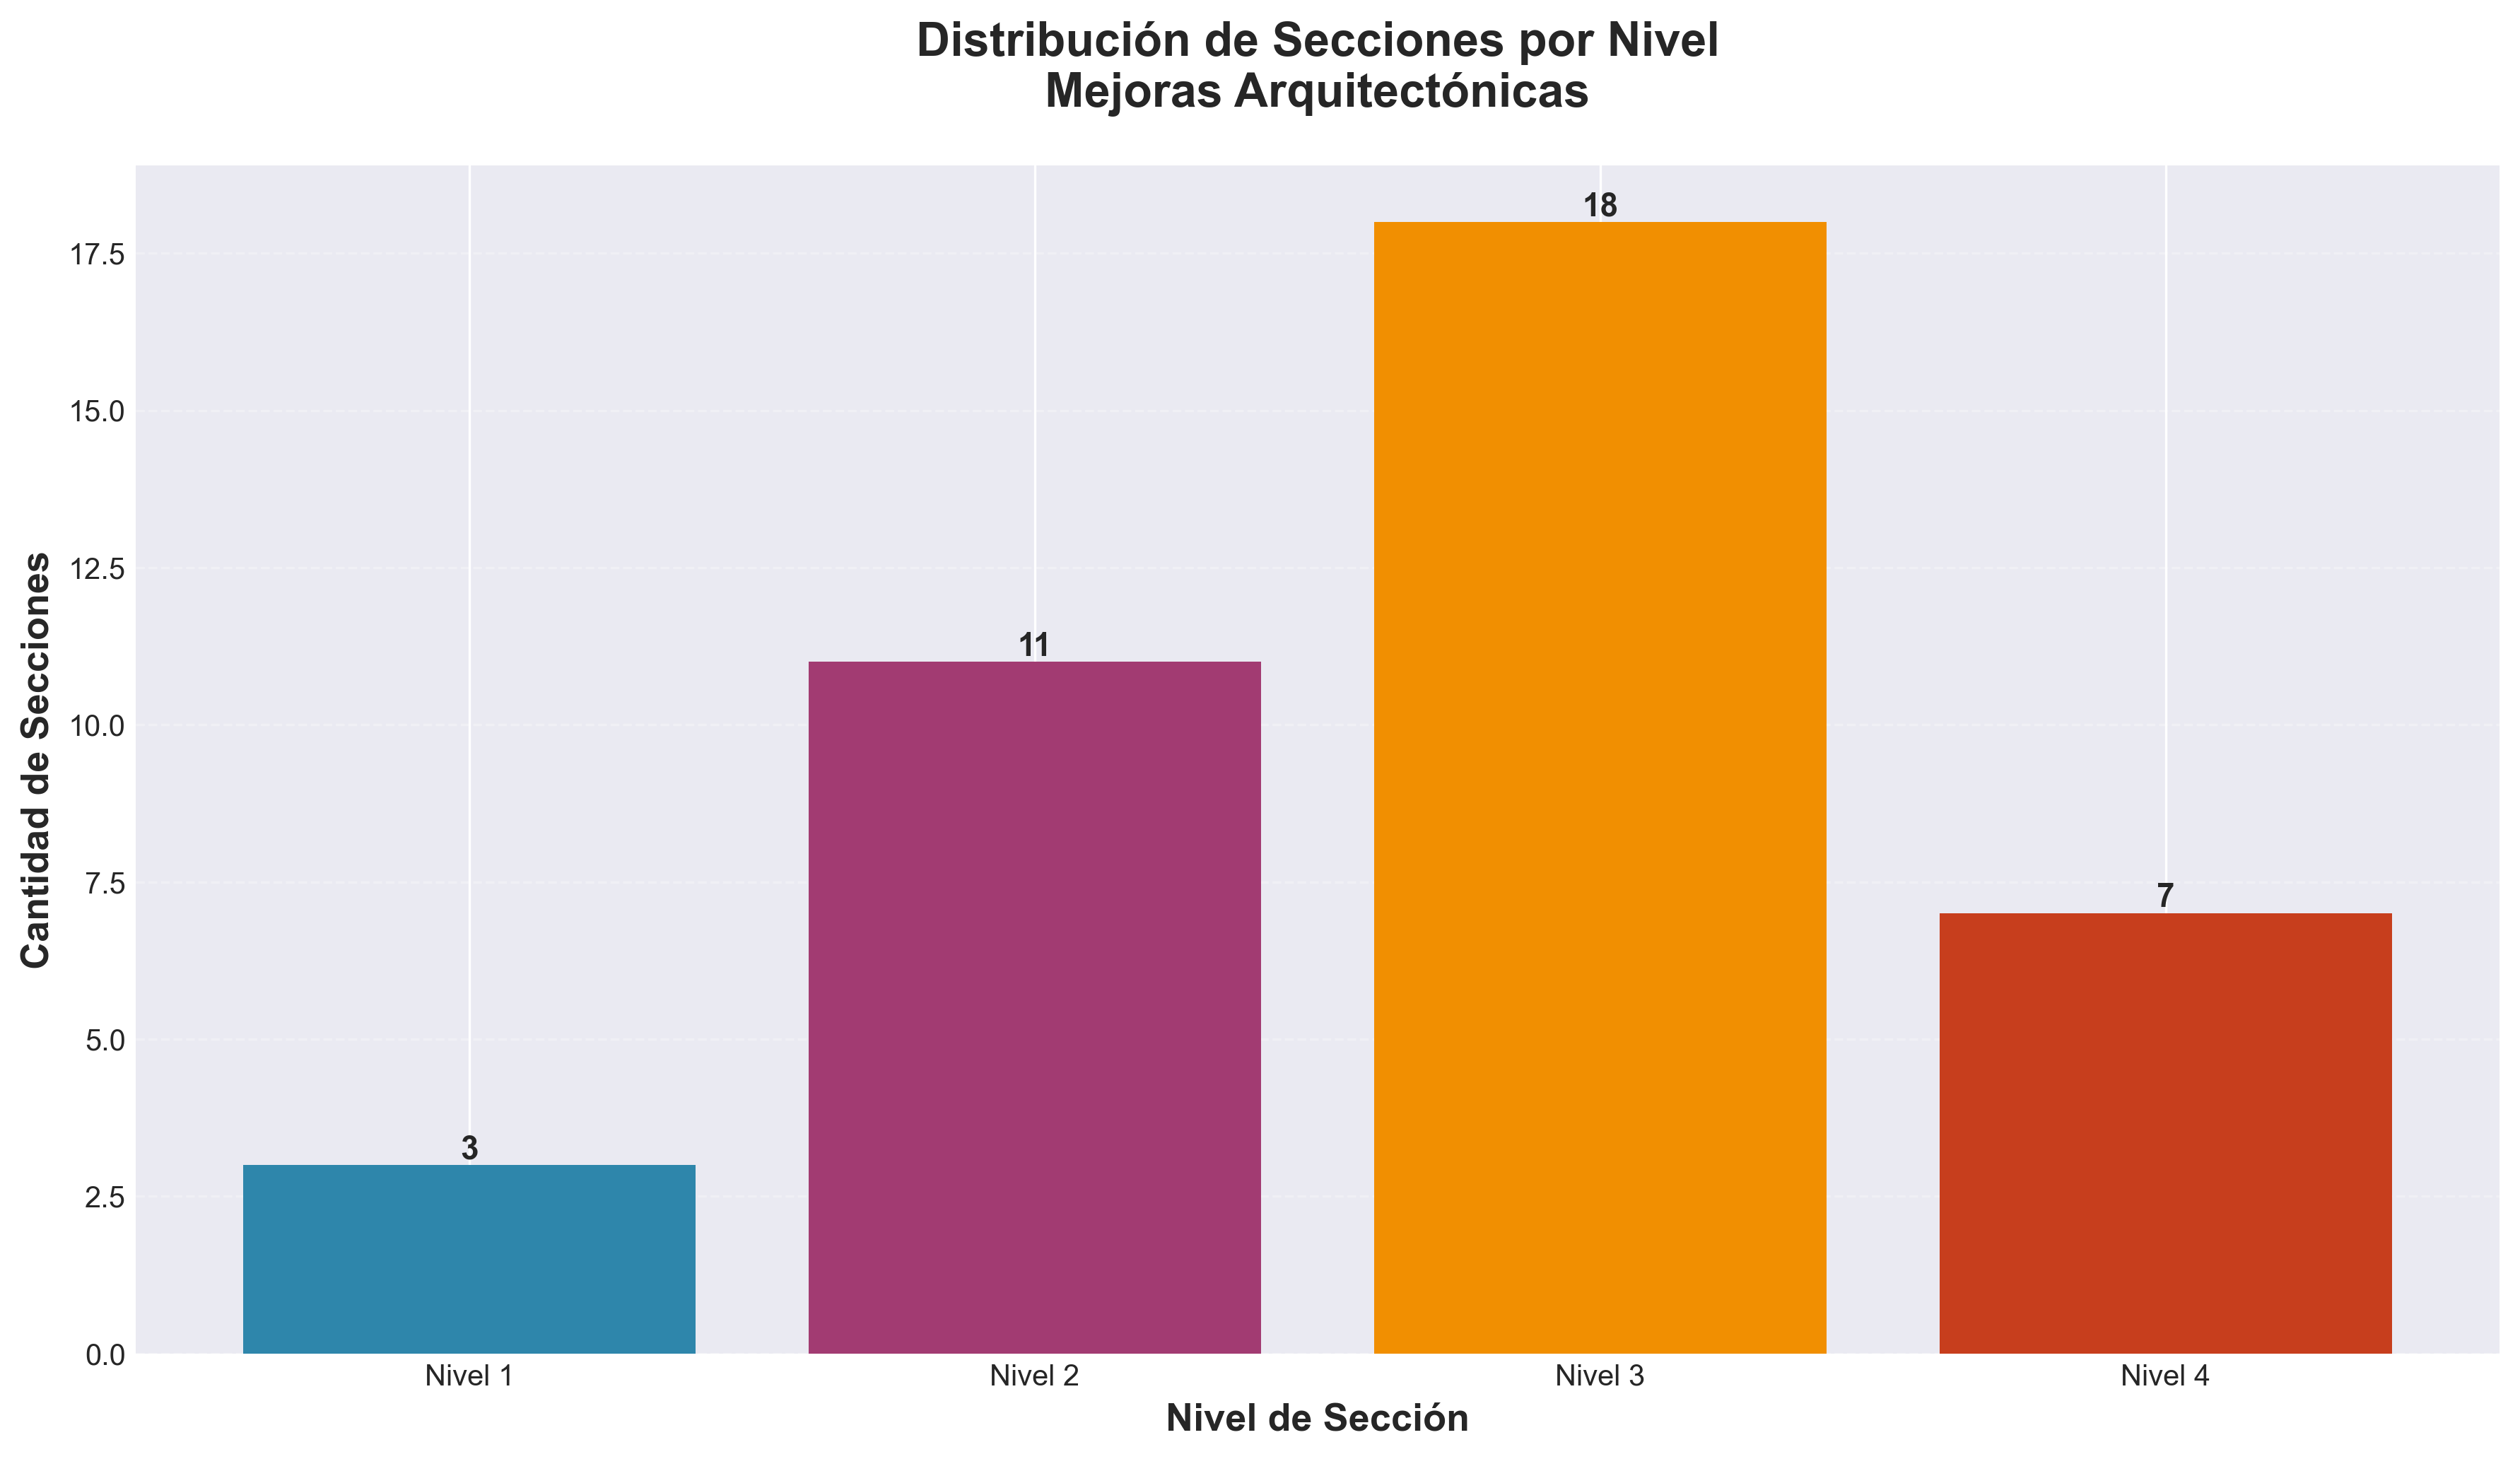 Distribución de Secciones por Nivel
Mejoras Arquitectónicas
Cantidad de Secciones
17.5
15.0
12.5
10.0
7.5
5.0
2.5
0.0
3
11
18
7
Nivel 1
Nivel 2
Nivel 3
Nivel 4
Nivel de Sección